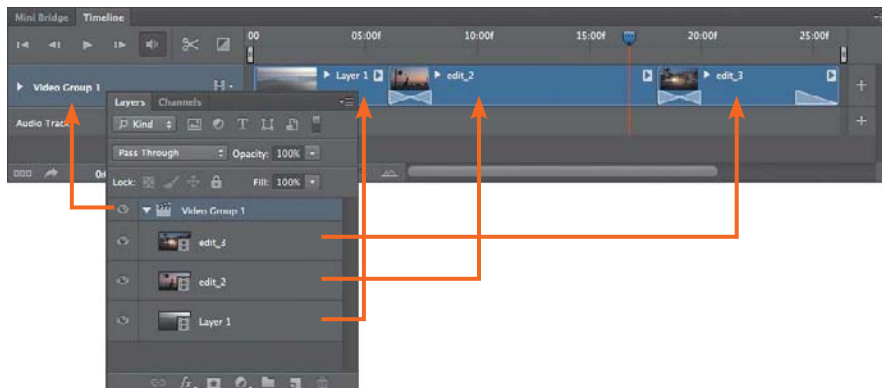 Mini Bridge Timeline
00 05:00f 10:00f 15:00f 20:00f 25:00f
Video Group 1
Layer 1 edit_2 edit_3
Audio Track
Layers Channels
Kind
Pass Through Opacity: 100%
Lock: Fill: 100%
Video Group 1
edit_3
edit_2
Layer 1
fx